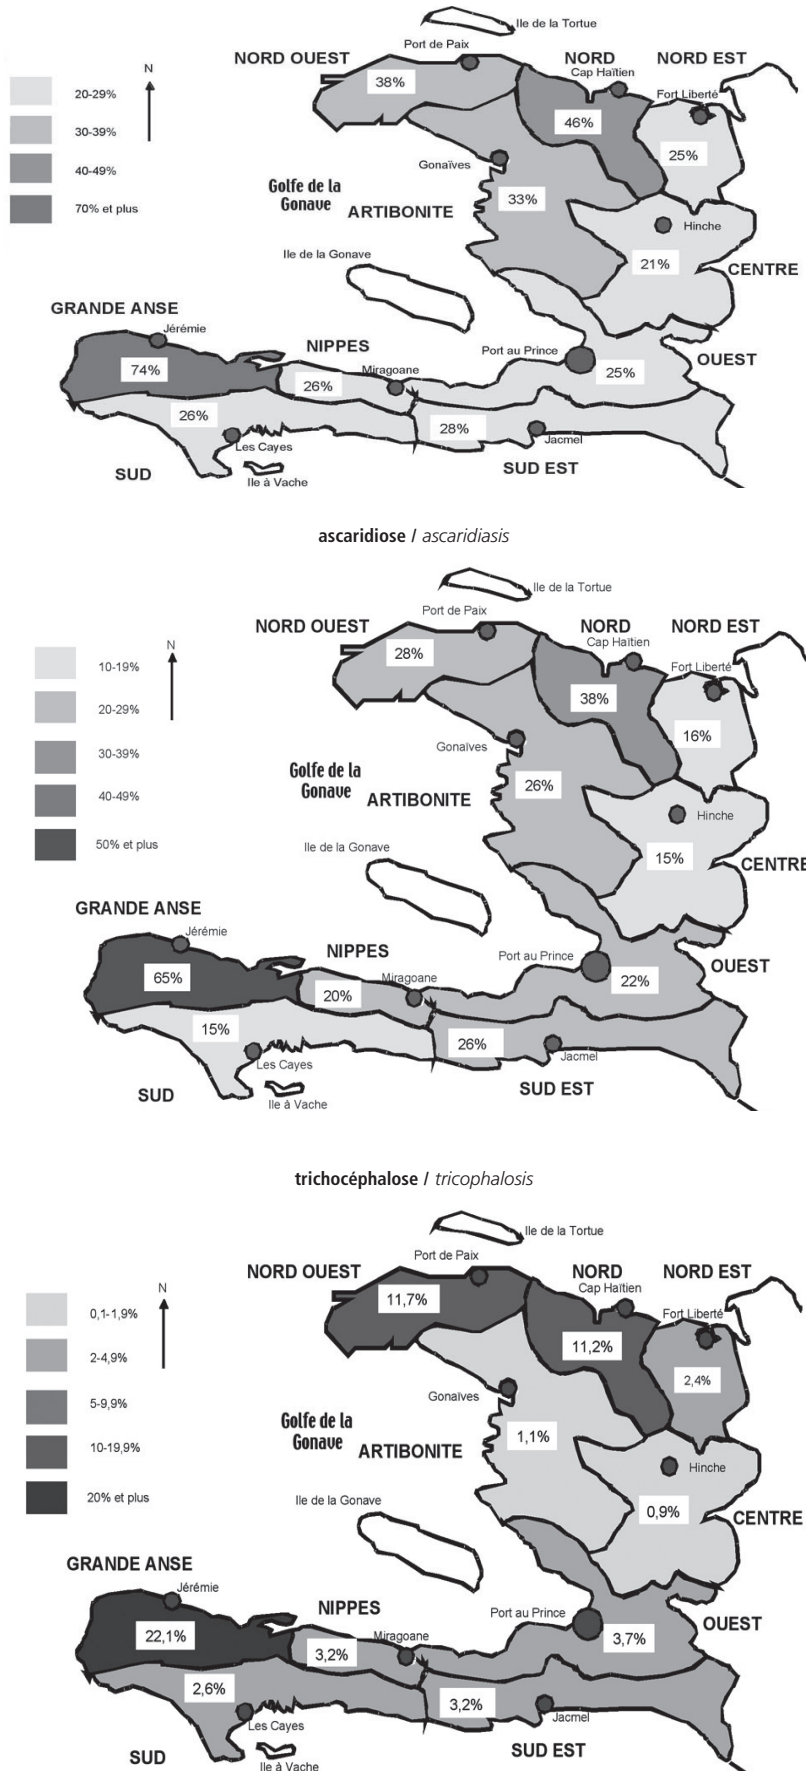 Ile de la Tortue
Port de Paix
NORD OUEST
NORD
NORD EST
Cap Haïtien
Fort Liberté
N
20-29%
30-39%
40-49%
70% et plus
38%
46%
25%
Gonaïves
Golfe de la
Gonave
ARTIBONITE
33%
Hinche
21%
CENTRE
Ile de la Gonave
GRANDE ANSE
Jérémie
NIPPES
Miragoane
Port au Prince
OUEST
74%
26%
25%
26%
28%
Les Cayes
Jacmel
SUD
Ile à Vache
SUD EST
ascaridiose / ascaridiasis
Ile de la Tortue
Port de Paix
NORD OUEST
NORD
NORD EST
Cap Haïtien
Fort Liberté
N
10-19%
20-29%
30-39%
40-49%
50% et plus
28%
38%
16%
Gonaïves
Golfe de la
Gonave
ARTIBONITE
26%
Hinche
15%
CENTRE
Ile de la Gonave
GRANDE ANSE
Jérémie
NIPPES
Miragoane
Port au Prince
OUEST
65%
20%
22%
15%
26%
Les Cayes
Jacmel
SUD
Ile à Vache
SUD EST
trichocéphalose / tricophalosis
Ile de la Tortue
Port de Paix
NORD OUEST
NORD
NORD EST
Cap Haïtien
Fort Liberté
N
0,1-1,9%
2-4,9%
5-9,9%
10-19,9%
20% et plus
11,7%
11,2%
2,4%
Gonaïves
Golfe de la
Gonave
ARTIBONITE
1,1%
Hinche
0,9%
CENTRE
Ile de la Gonave
GRANDE ANSE
Jérémie
NIPPES
Miragoane
Port au Prince
OUEST
22,1%
3,2%
3,7%
2,6%
3,2%
Les Cayes
Jacmel
SUD
Ile à Vache
SUD EST